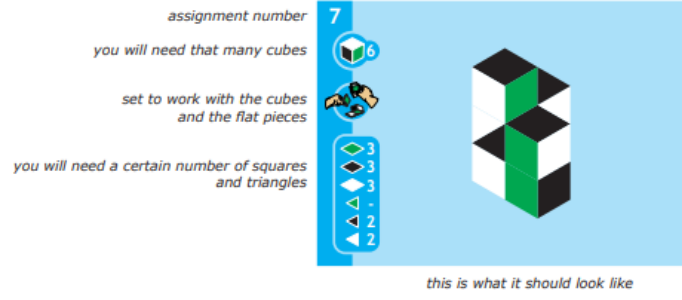 assignment number
7
you will need that many cubes
6
set to work with the cubes
and the flat pieces
3
3
you will need a certain number of squares
3
and triangles
-
2
2
this is what it should look like